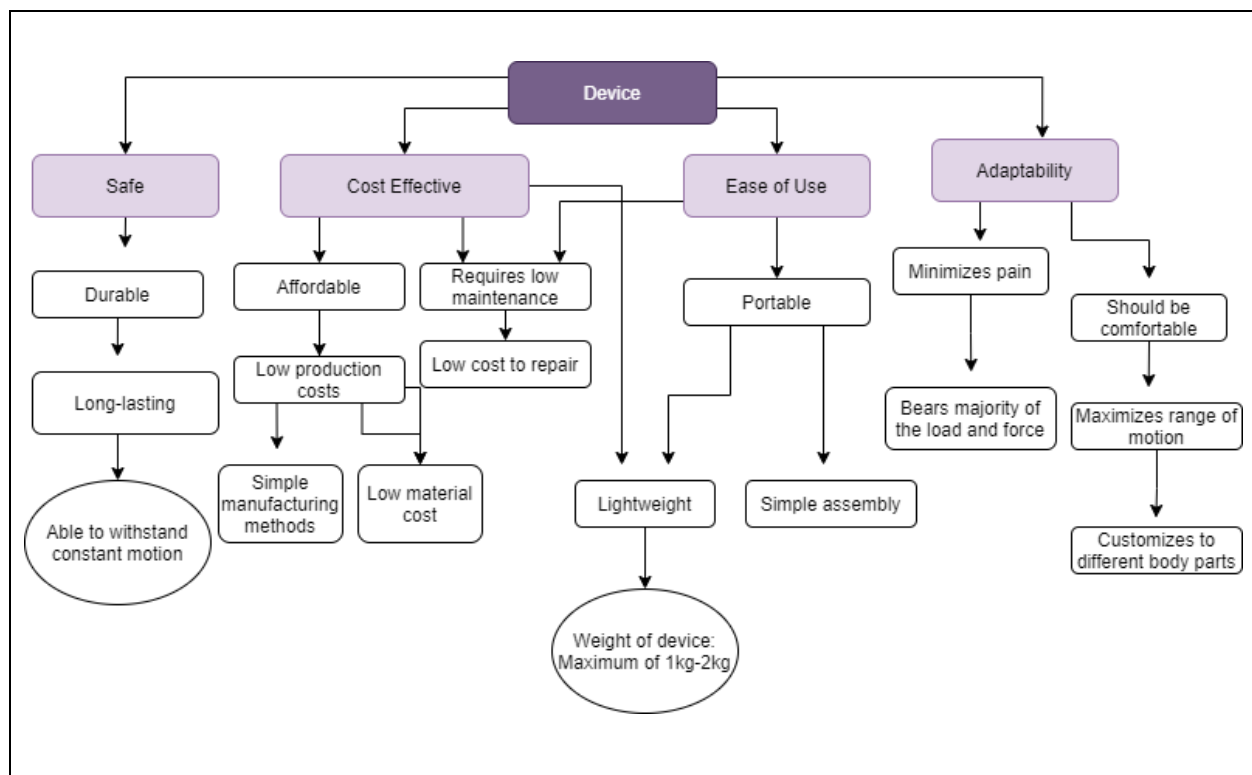 Device
Safe
Cost Effective
Ease of Use
Adaptability
Durable
Affordable
Requires low
maintenance
Portable
Minimizes pain
Should be
comfortable
Long-lasting
Low production
costs
Low cost to repair
Bears majority of
the load and force
Maximizes range of
motion
Able to withstand
constant motion
Simple
manufacturing
methods
Low material
cost
Lightweight
Simple assembly
Customizes to
different body parts
Weight of device:
Maximum of 1kg-2kg